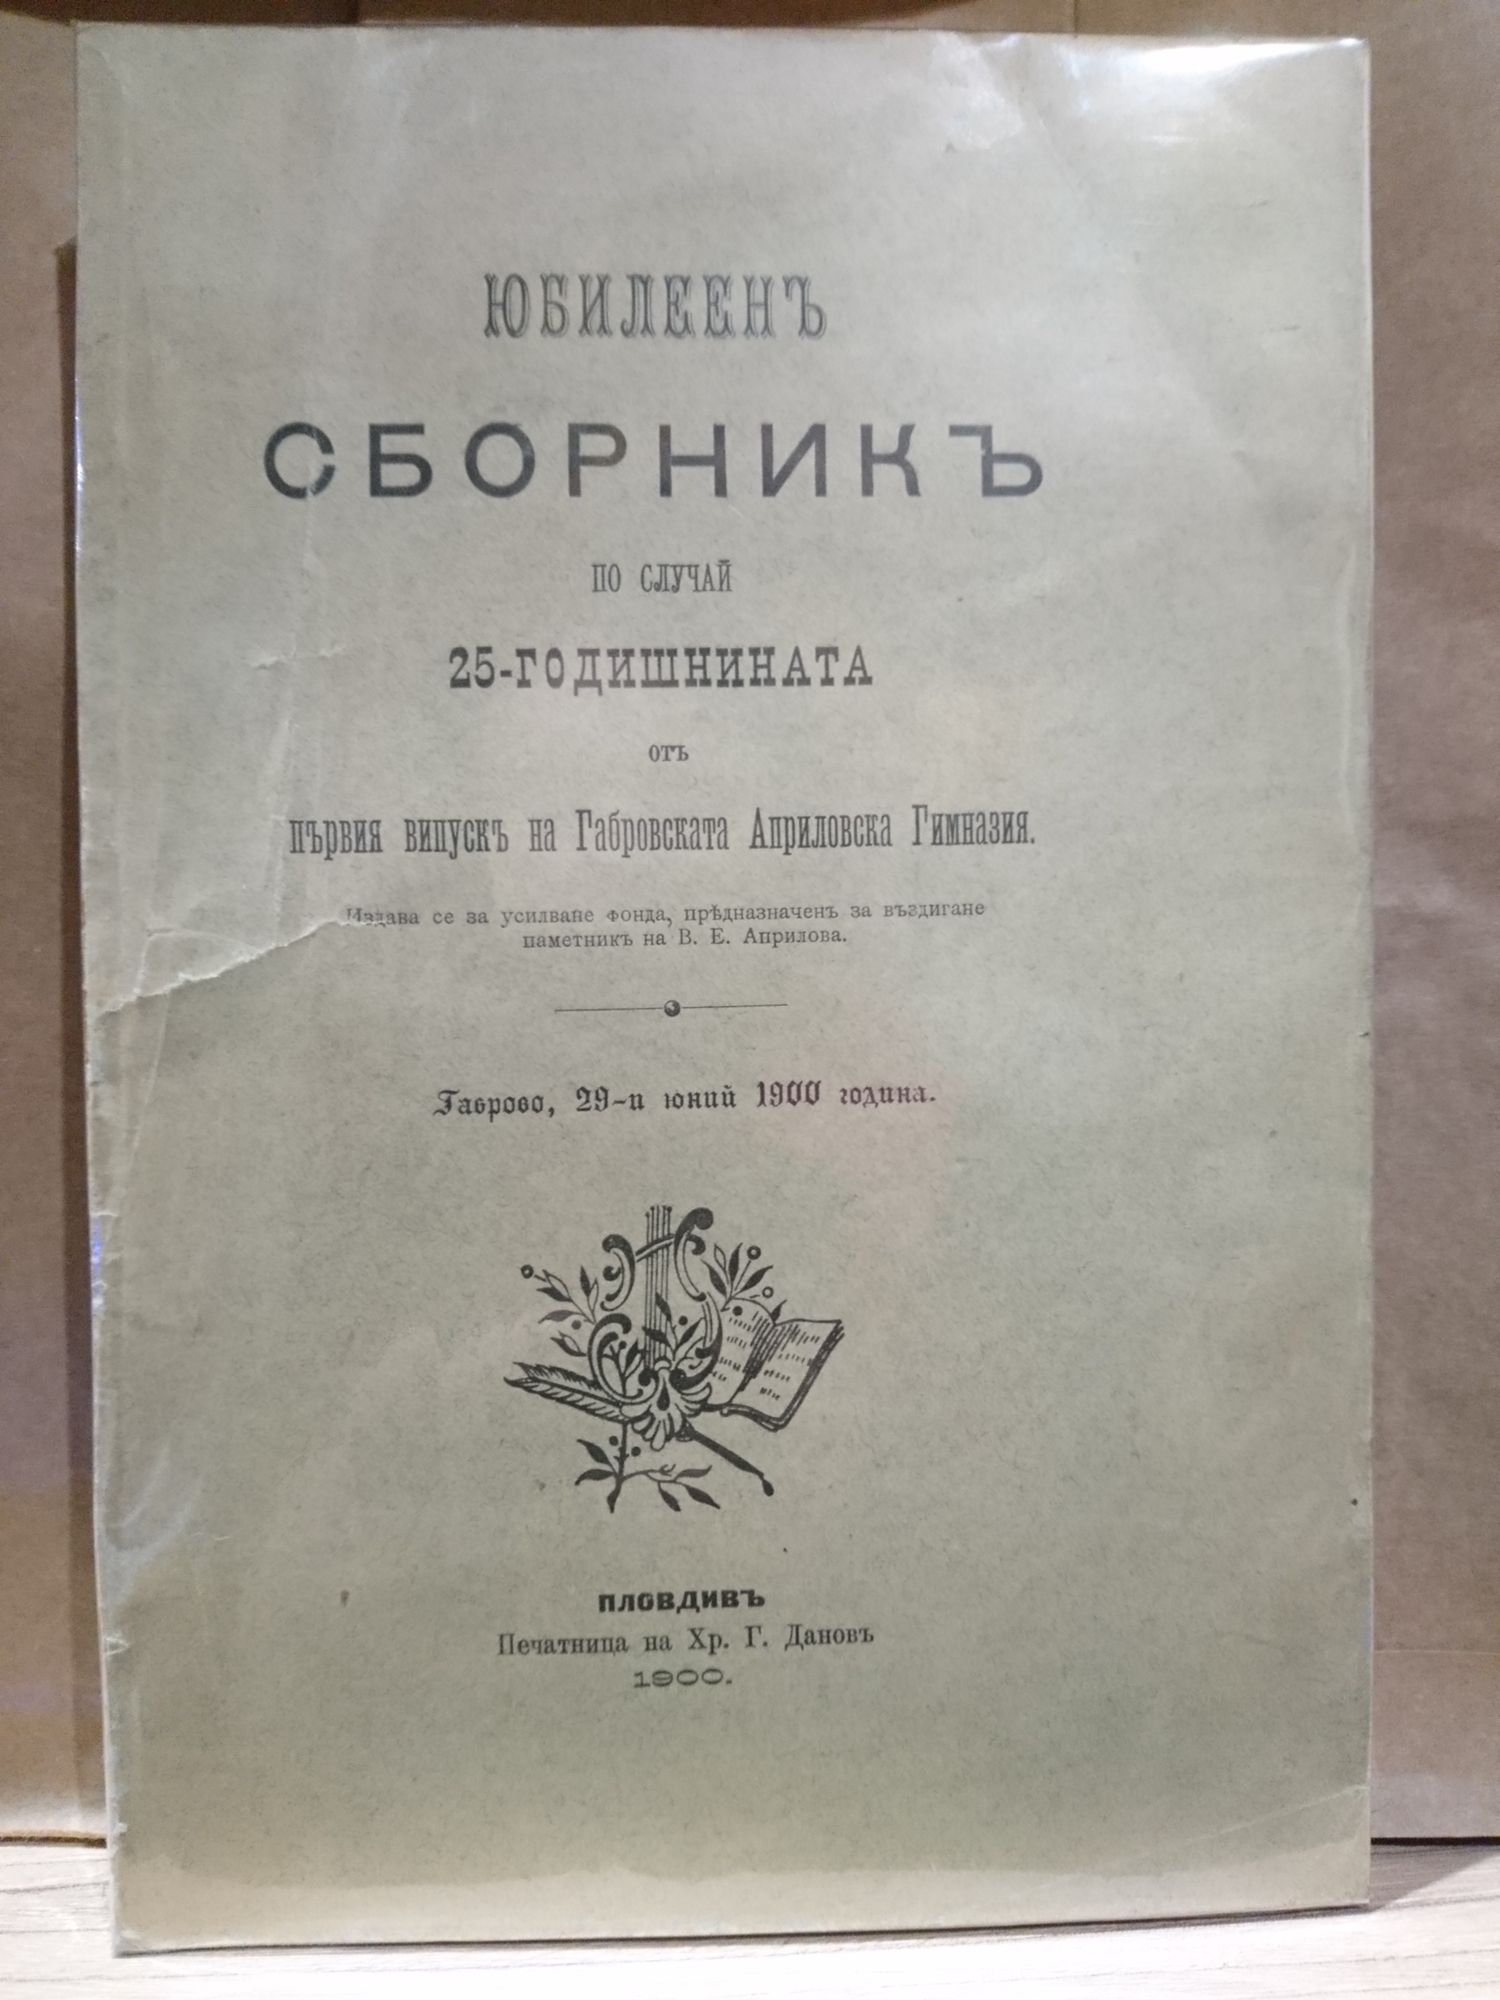 ЮБИЛЕЕНЪ
СБОРНИКЪ
ПО СЛУЧАЙ
25-ГОДИШНИНАТА
отъ
първия випускъ на Габровската Априловска Гимназия.
Издава се за усилване фонда, прѣдназначенъ за въздигане
паметникъ на В. Е. Априлова.
Габрово, 29-и юний 1900 година.
ПЛОВДИВЪ
Печатница на Хр. Г. Дановъ
1900.